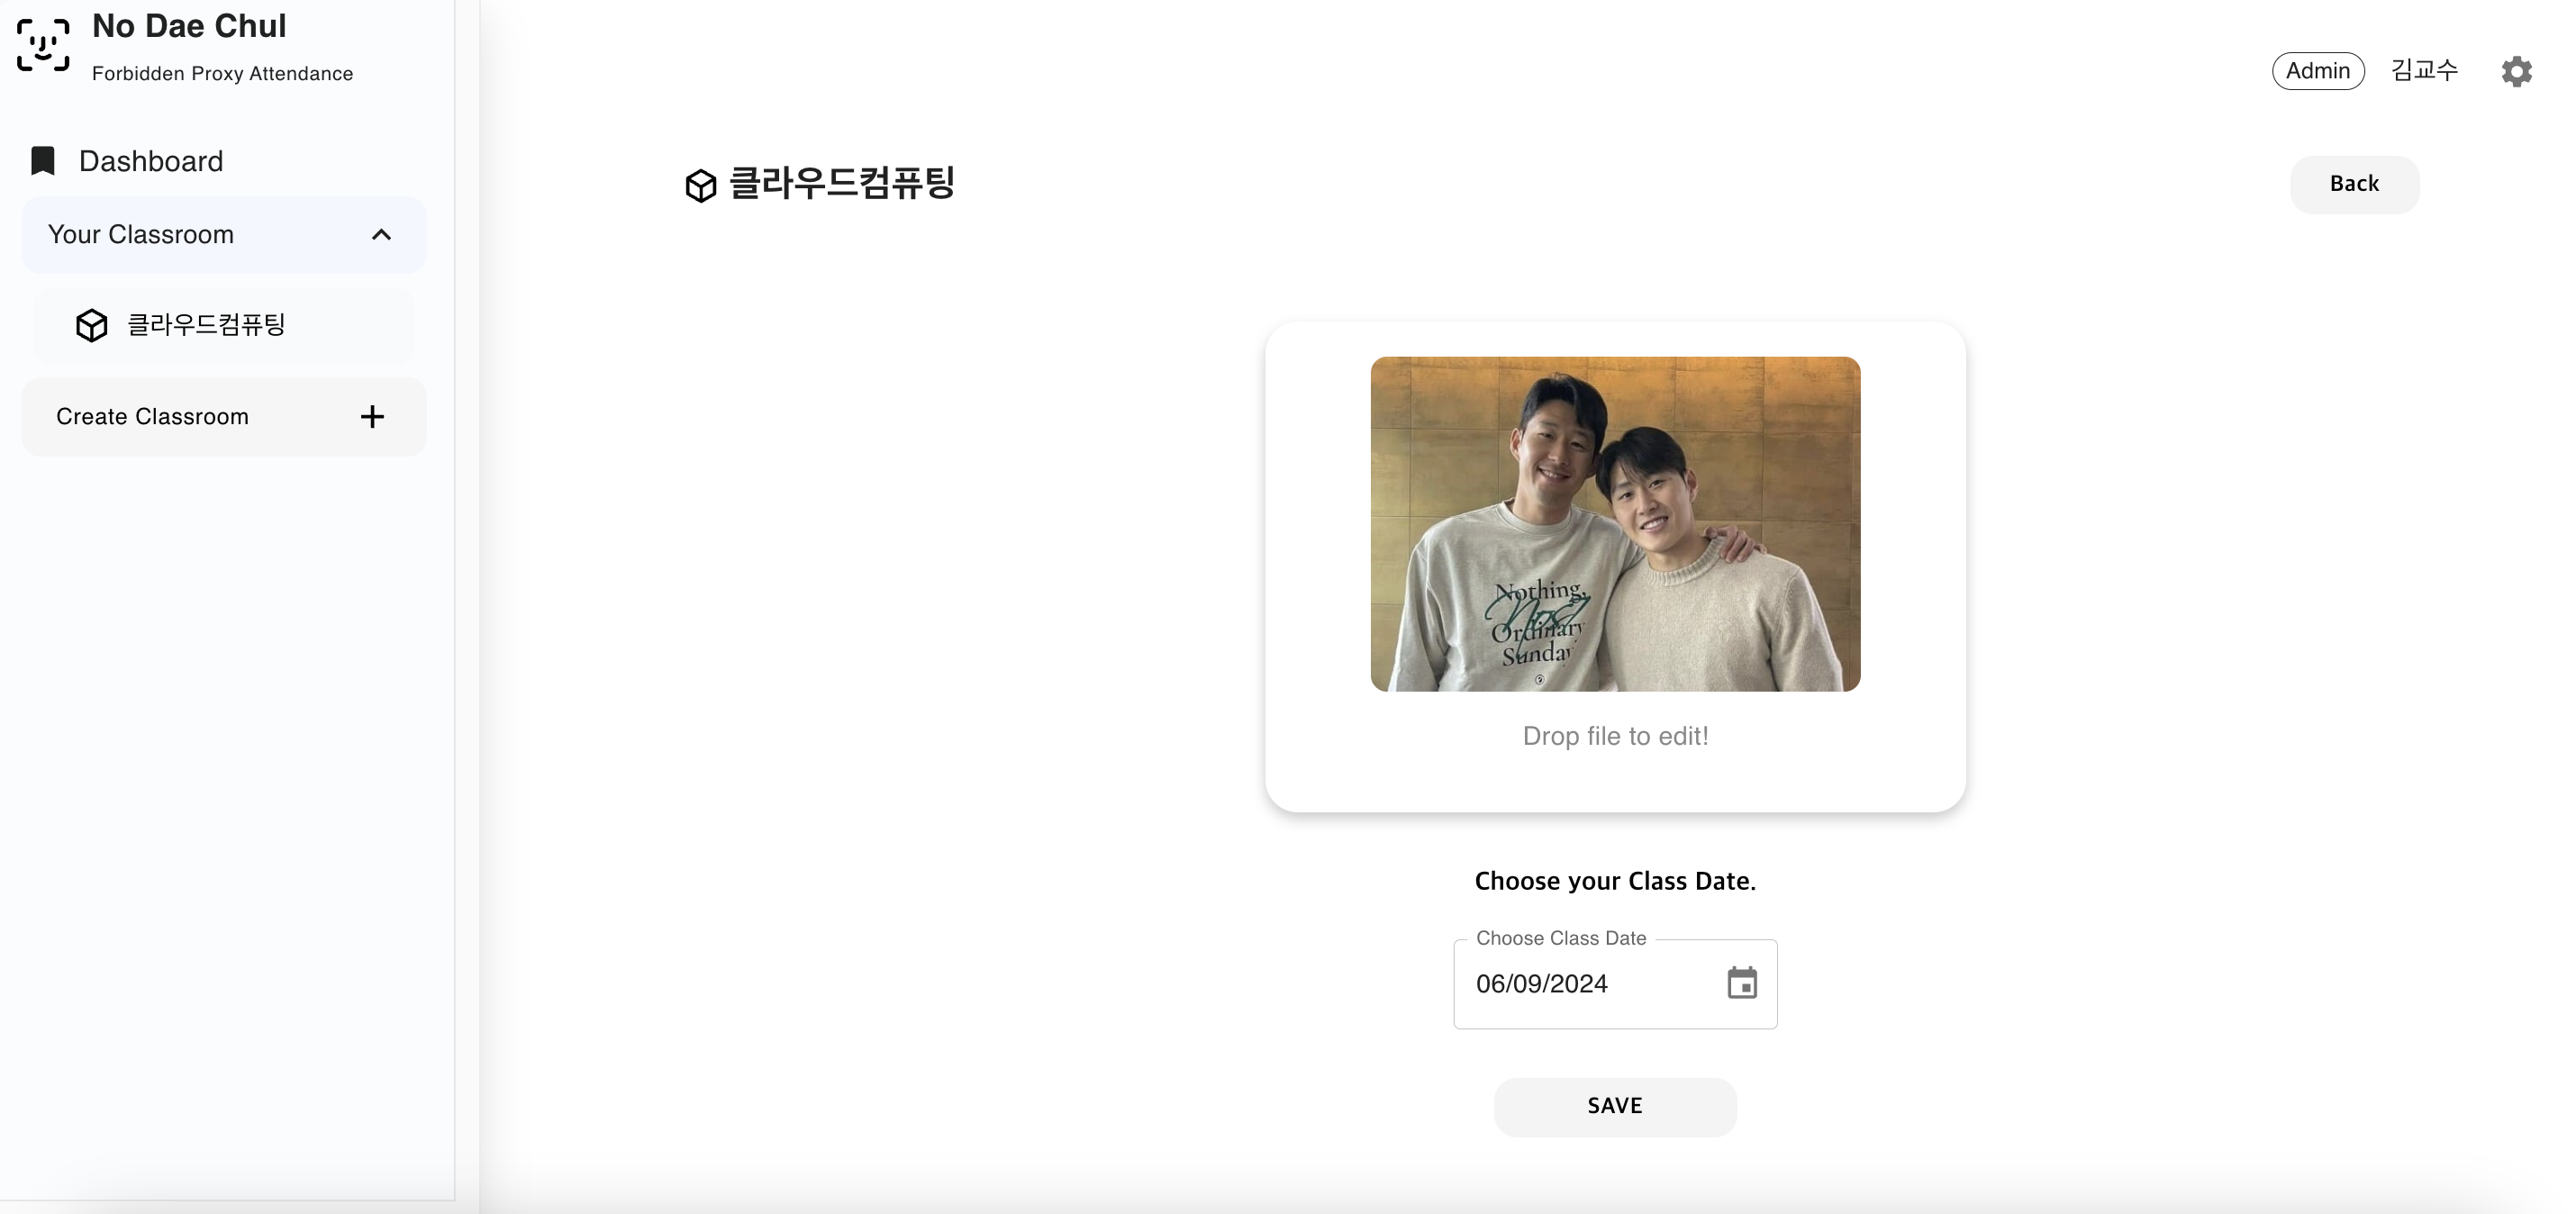 No Dae Chul
Forbidden Proxy Attendance
Admin
김교수
Dashboard
Your Classroom
클라우드컴퓨팅
Create Classroom
클라우드컴퓨팅
Back
Nothing,
Ordinary
Sunday
Drop file to edit!
Choose your Class Date.
Choose Class Date
06/09/2024
SAVE